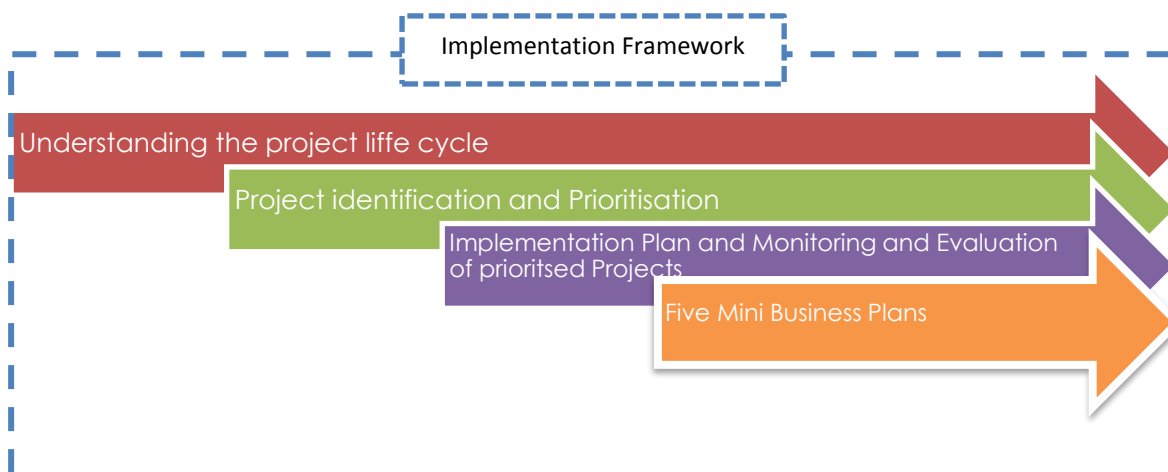 Implementation Framework
Understanding the project liffe cycle
Project identification and Prioritisation
Implementation Plan and Monitoring and Evaluation
of prioritsed Projects
Five Mini Business Plans